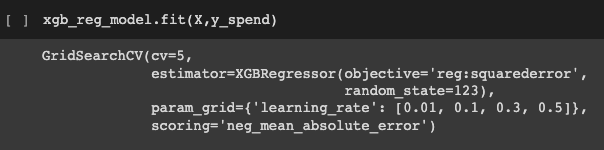 [ ] xgb_reg_model.fit(X,y_spend)
GridSearchCV(cv=5,
estimator=XGBRegressor(objective='reg:squarederror',
random_state=123),
param_grid={'learning_rate': [0.01, 0.1, 0.3, 0.5]},
scoring='neg_mean_absolute_error')